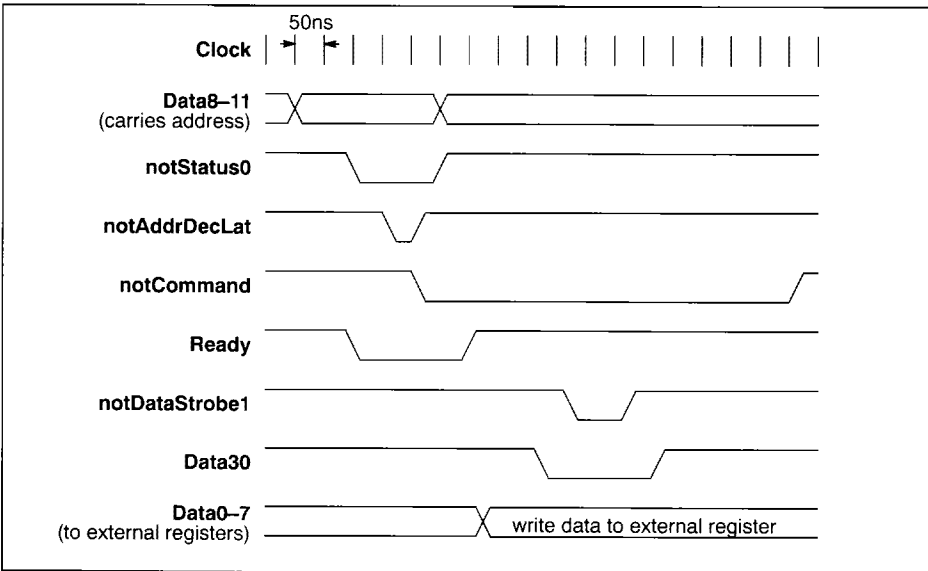 50ns
Clock
Data8–11
(carries address)
notStatus0
notAddrDecLat
notCommand
Ready
notDataStrobe1
Data30
Data0–7
(to external registers)
write data to external register